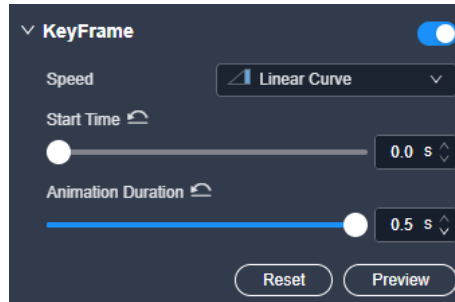 KeyFrame
Speed Linear Curve
Start Time
0.0 s
Animation Duration
0.5 s
Reset Preview